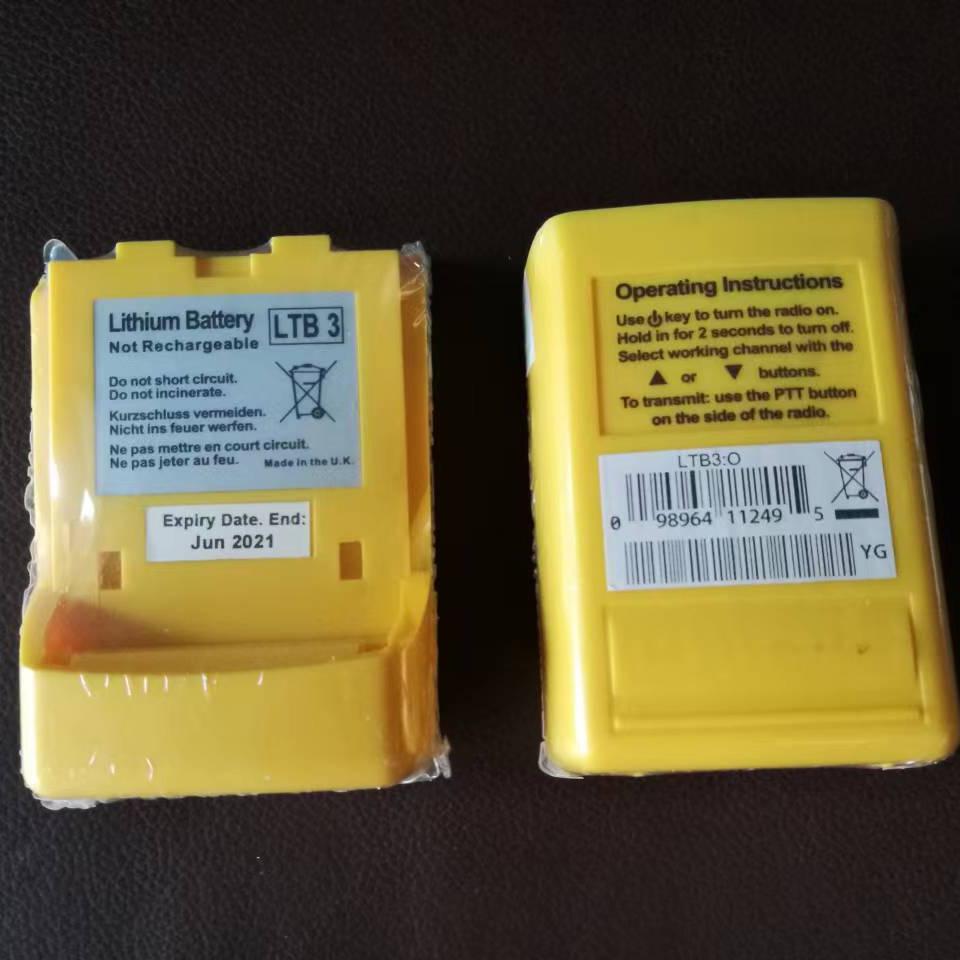 Lithium Battery
LTB 3
Not Rechargeable
Do not short circuit.
Do not incinerate.
Kurzschluss vermeiden.
Nicht ins feuer werfen.
Ne pas mettre en court circuit.
Ne pas jeter au feu.
Made in the U.K.
Expiry Date. End:
Jun 2021
Operating Instructions
Use key to turn the radio on.
Hold in for 2 seconds to turn off.
Select working channel with the
▲ or ▼ buttons.
To transmit: use the PTT button
on the side of the radio.
LTB3:O
0 98964 11249 5
YG